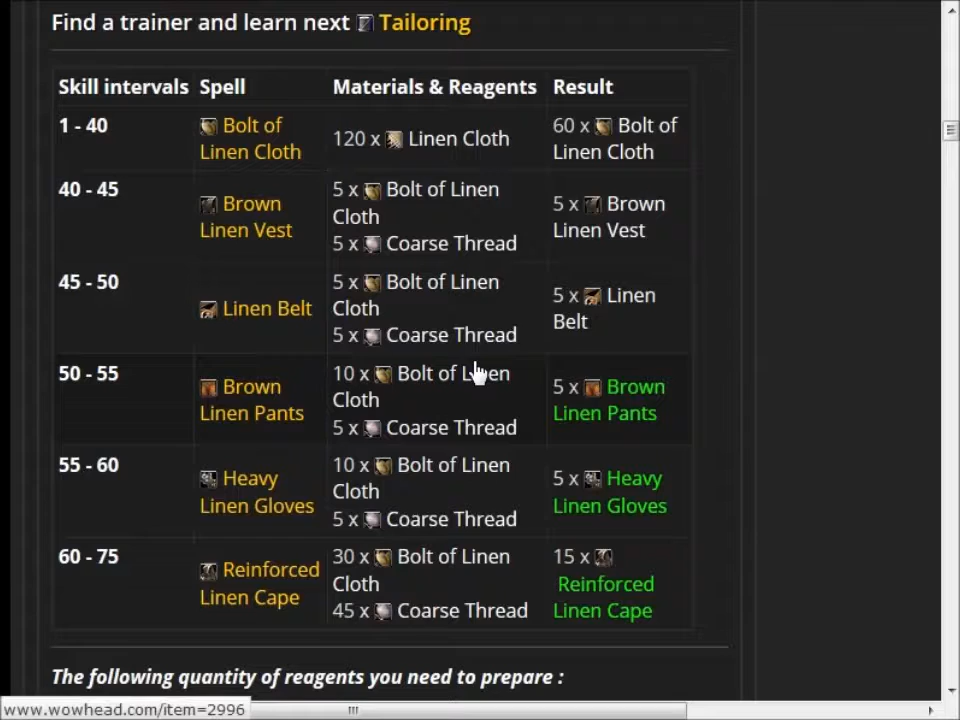 Find a trainer and learn next Tailoring
Skill intervals Spell Materials & Reagents Result
1 - 40
Bolt of
Linen Cloth
120 x Linen Cloth
60 x Bolt of
Linen Cloth
40 - 45
Brown
Linen Vest
5 x Bolt of Linen
Cloth
5 x Coarse Thread
5 x Brown
Linen Vest
45 - 50
Linen Belt
5 x Bolt of Linen
Cloth
5 x Coarse Thread
5 x Linen
Belt
50 - 55
Brown
Linen Pants
10 x Bolt of Linen
Cloth
5 x Coarse Thread
5 x Brown
Linen Pants
55 - 60
Heavy
Linen Gloves
10 x Bolt of Linen
Cloth
5 x Coarse Thread
5 x Heavy
Linen Gloves
60 - 75
Reinforced
Linen Cape
30 x Bolt of Linen
Cloth
45 x Coarse Thread
15 x
Reinforced
Linen Cape
The following quantity of reagents you need to prepare :
www.wowhead.com/item=2996